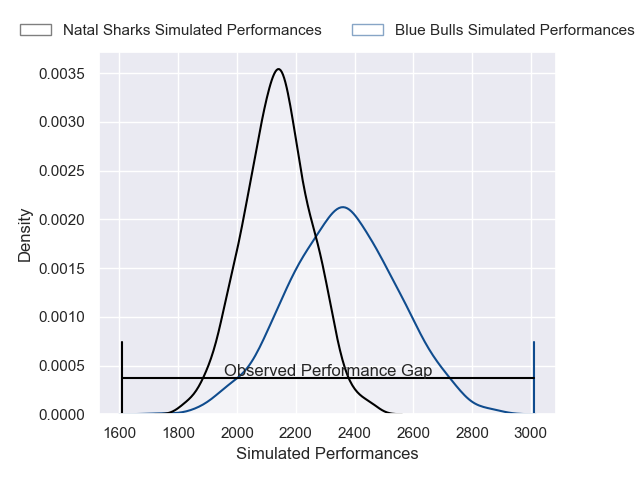 Natal Sharks Simulated Performances
Blue Bulls Simulated Performances
0.0035
0.0030
0.0025
0.0020
0.0015
0.0010
0.0005
0.0000
Density
Observed Performance Gap
1600 1800 2000 2200 2400 2600 2800 3000
Simulated Performances